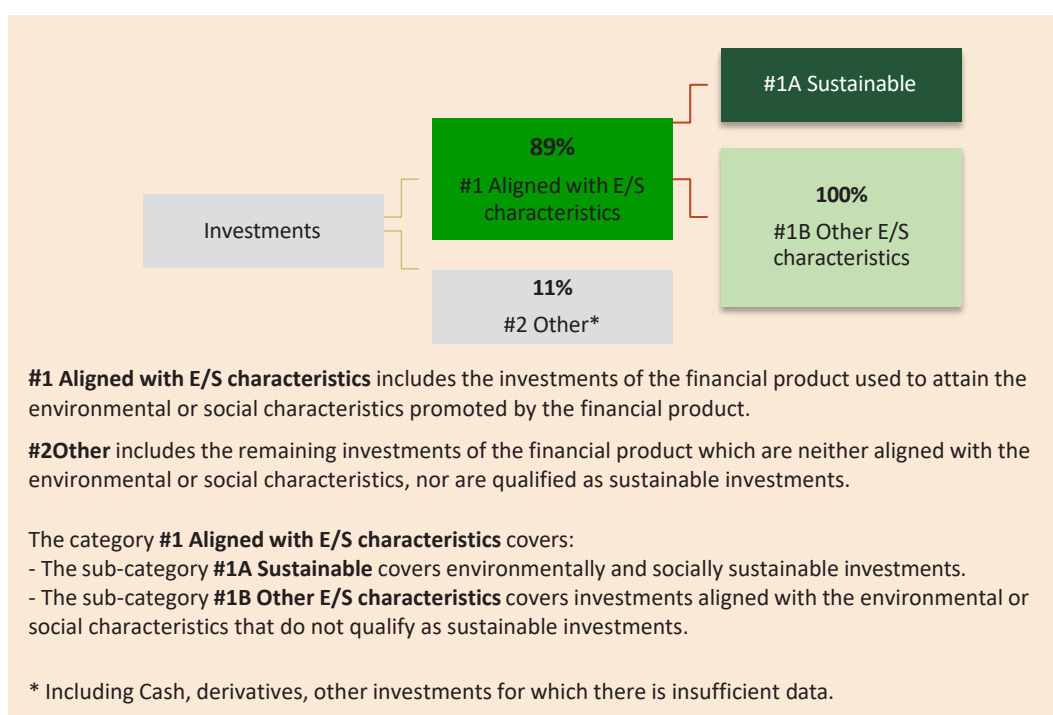 #1A Sustainable
89%
#1 Aligned with E/S
characteristics
100%
#1B Other E/S
characteristics
Investments
11%
#2 Other*
#1 Aligned with E/S characteristics includes the investments of the financial product used to attain the
environmental or social characteristics promoted by the financial product.
#2Other includes the remaining investments of the financial product which are neither aligned with the
environmental or social characteristics, nor are qualified as sustainable investments.
The category #1 Aligned with E/S characteristics covers:
- The sub-category #1A Sustainable covers environmentally and socially sustainable investments.
- The sub-category #1B Other E/S characteristics covers investments aligned with the environmental or
social characteristics that do not qualify as sustainable investments.
* Including Cash, derivatives, other investments for which there is insufficient data.